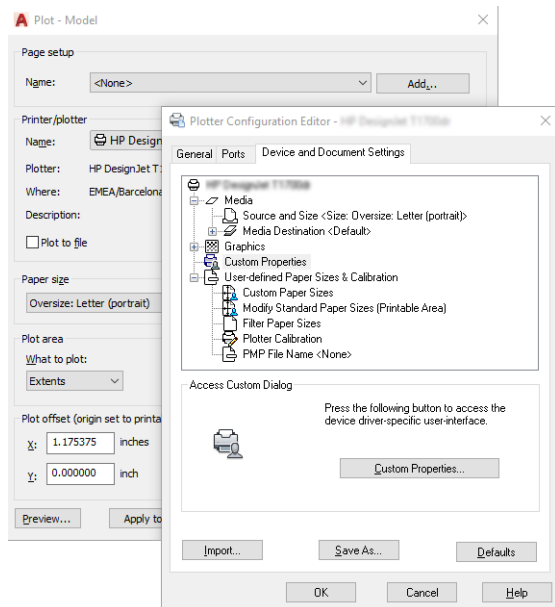 Plot - Model
Page setup
Name:
<None>
Add...
Printer/plotter
Name:
HP Design
Plotter:
HP DesignJet T
Where:
EMEA/Barcelona
Description:
Plot to file
Paper size
Oversize: Letter (portrait)
Plot area
What to plot:
Extents
Plot offset (origin set to printa
X:
1.175375
inches
Y:
0.000000
inch
Preview...
Apply to
Plotter Configuration Editor -
General
Ports
Device and Document Settings
Media
Source and Size <Size: Oversize: Letter (portrait)>
Media Destination <Default>
Graphics
Custom Properties
User-defined Paper Sizes & Calibration
Custom Paper Sizes
Modify Standard Paper Sizes (Printable Area)
Filter Paper Sizes
Plotter Calibration
PMP File Name <None>
Access Custom Dialog
Press the following button to access the
device driver-specific user-interface.
Custom Properties...
Import...
Save As...
Defaults
OK
Cancel
Help